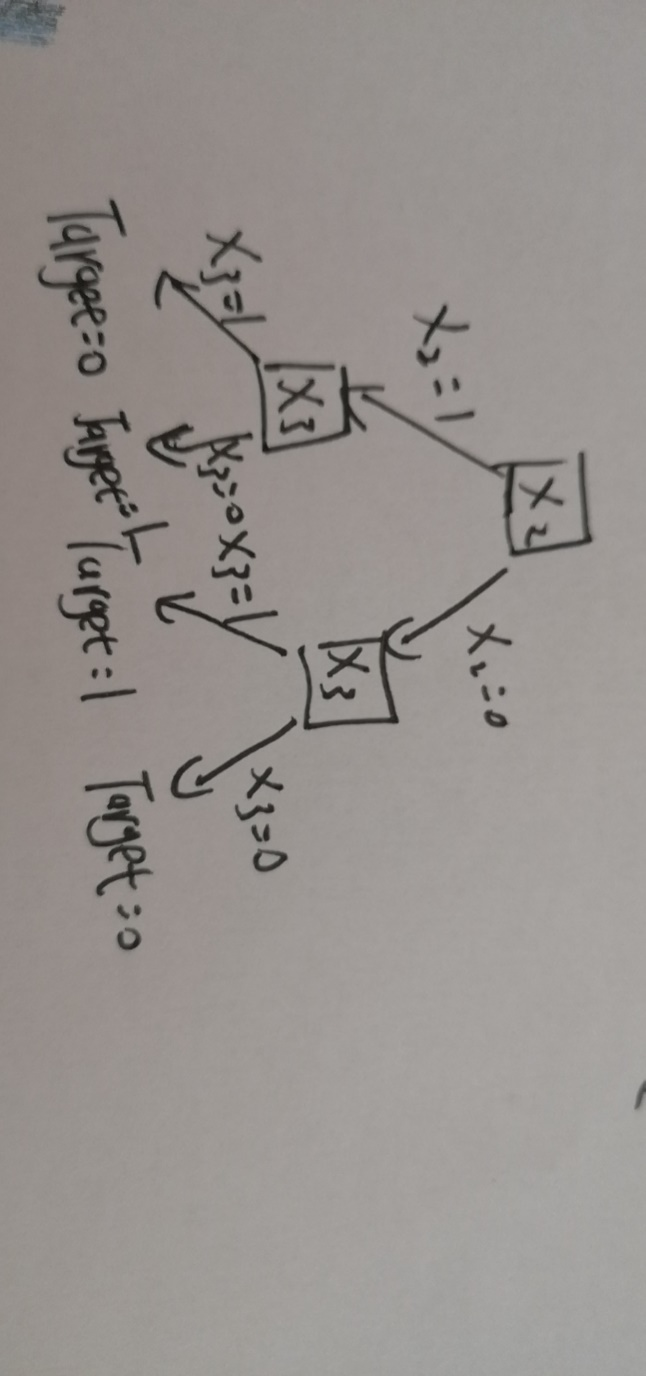 X2
X2=1
X2=0
X3
X3
X3=1
X3=0
X3=1
X3=0
Target=0
Target=1
Target=1
Target=0